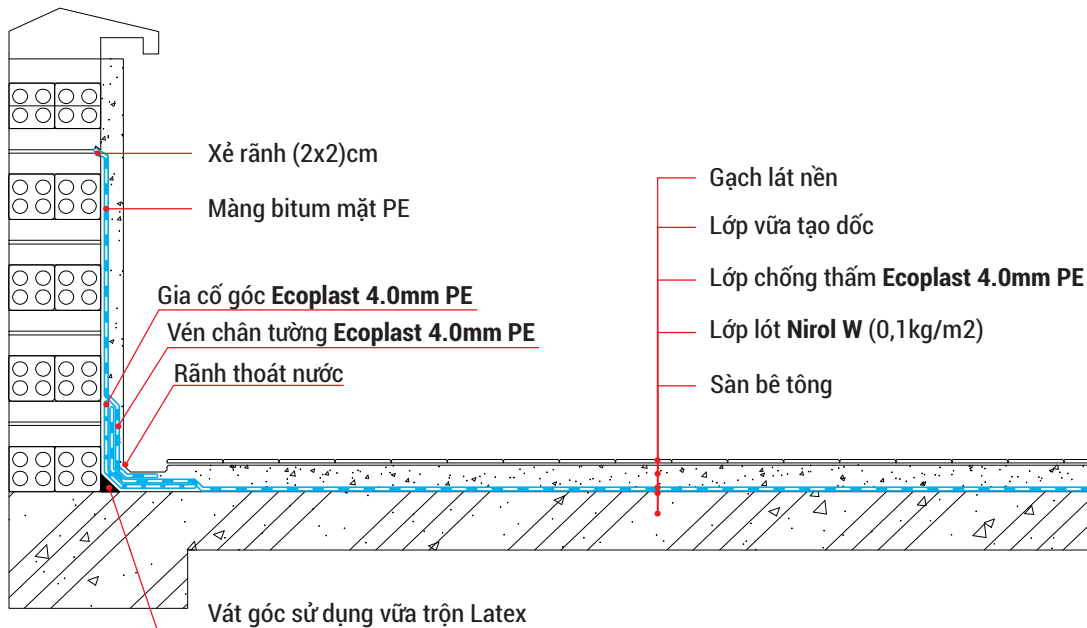 Xẻ rãnh (2x2)cm
Màng bitum mặt PE
Gia cố góc Ecoplast 4.0mm PE
Vén chân tường Ecoplast 4.0mm PE
Rãnh thoát nước
Gạch lát nền
Lớp vữa tạo dốc
Lớp chống thấm Ecoplast 4.0mm PE
Lớp lót Nirol W (0,1kg/m2)
Sàn bê tông
Vát góc sử dụng vữa trộn Latex